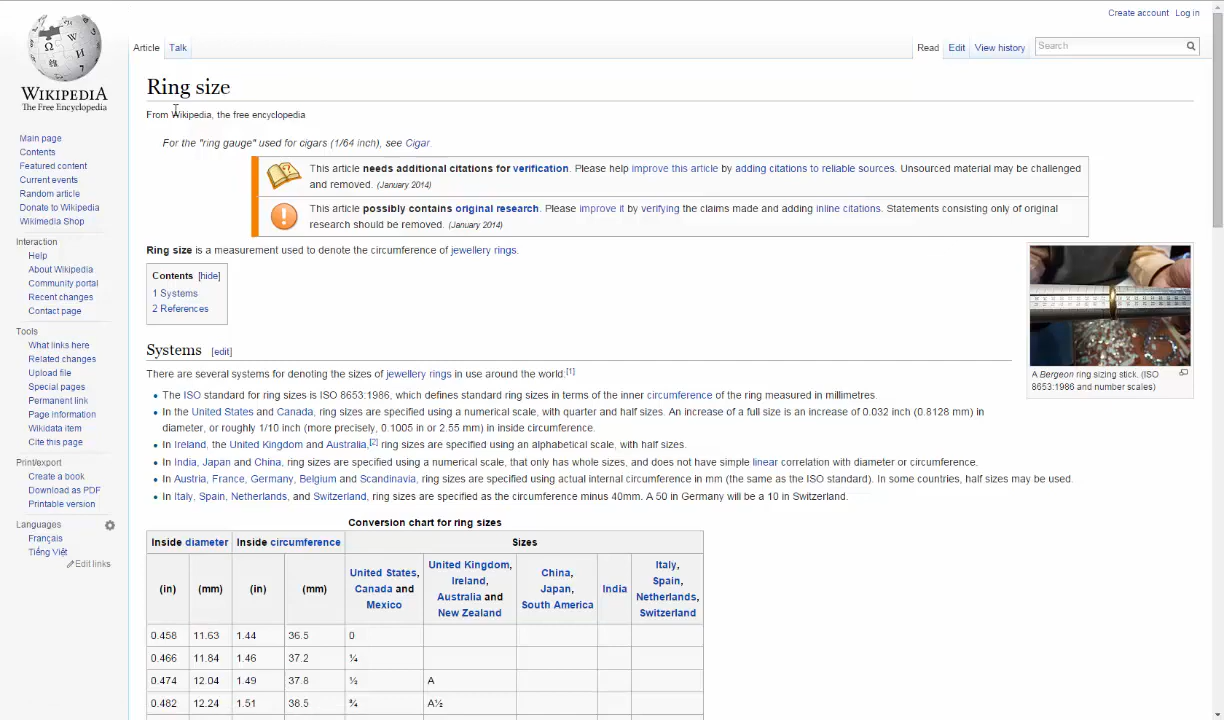 Create account Log in
Article Talk Read Edit View history Search
WIKIPEDIA
The Free Encyclopedia
Main page
Contents
Featured content
Current events
Random article
Donate to Wikipedia
Wikimedia Shop
Interaction
Help
About Wikipedia
Community portal
Recent changes
Contact page
Tools
What links here
Related changes
Upload file
Special pages
Permanent link
Page information
Wikidata item
Cite this page
Print/export
Create a book
Download as PDF
Printable version
Languages
Français
Tiếng Việt
Edit links
Ring size
From Wikipedia, the free encyclopedia
For the "ring gauge" used for cigars (1/64 inch), see Cigar.
This article needs additional citations for verification. Please help improve this article by adding citations to reliable sources. Unsourced material may be challenged
and removed. (January 2014)
This article possibly contains original research. Please improve it by verifying the claims made and adding inline citations. Statements consisting only of original
research should be removed. (January 2014)
Ring size is a measurement used to denote the circumference of jewellery rings.
Contents [hide]
1 Systems
2 References
A Bergeon ring sizing stick. (ISO
8653:1986 and number scales)
Systems [edit]
There are several systems for denoting the sizes of jewellery rings in use around the world:[1]
• The ISO standard for ring sizes is ISO 8653:1986, which defines standard ring sizes in terms of the inner circumference of the ring measured in millimetres.
• In the United States and Canada, ring sizes are specified using a numerical scale, with quarter and half sizes. An increase of a full size is an increase of 0.032 inch (0.8128 mm) in
diameter, or roughly 1/10 inch (more precisely, 0.1005 in or 2.55 mm) in inside circumference.
• In Ireland, the United Kingdom and Australia,[2] ring sizes are specified using an alphabetical scale, with half sizes.
• In India, Japan and China, ring sizes are specified using a numerical scale, that only has whole sizes, and does not have simple linear correlation with diameter or circumference.
• In Austria, France, Germany, Belgium and Scandinavia, ring sizes are specified using actual internal circumference in mm (the same as the ISO standard). In some countries, half sizes may be used.
• In Italy, Spain, Netherlands, and Switzerland, ring sizes are specified as the circumference minus 40mm. A 50 in Germany will be a 10 in Switzerland.
Conversion chart for ring sizes
Inside diameter Inside circumference Sizes
(in) (mm) (in) (mm)
United States,
Canada and
Mexico
United Kingdom,
Ireland,
Australia and
New Zealand
China,
Japan,
South America
India
Italy,
Spain,
Netherlands,
Switzerland
0.458 11.63 1.44 36.5 0
0.466 11.84 1.46 37.2 ¼
0.474 12.04 1.49 37.8 ½ A
0.482 12.24 1.51 38.5 ¾ A½